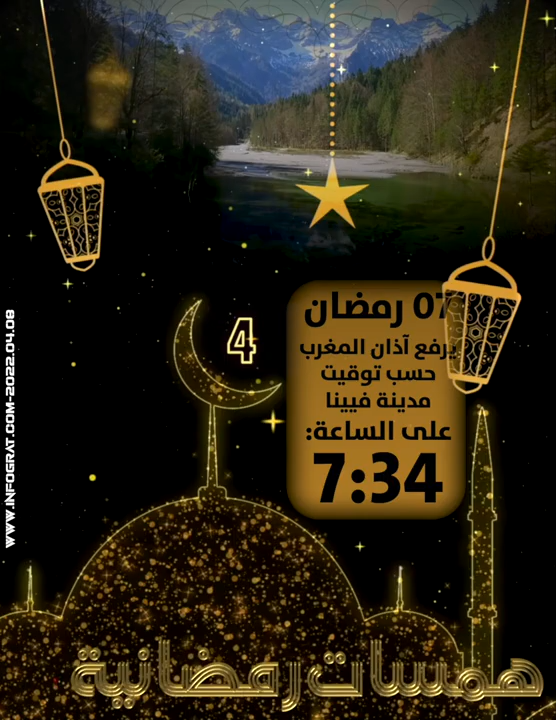 07 رمضان
يرفع آذان المغرب
حسب توقيت
مدينة فيينا
على الساعة:
7:34
4
WWW.INFOGRAT.COM-2022.04.08
همسات رمضانية